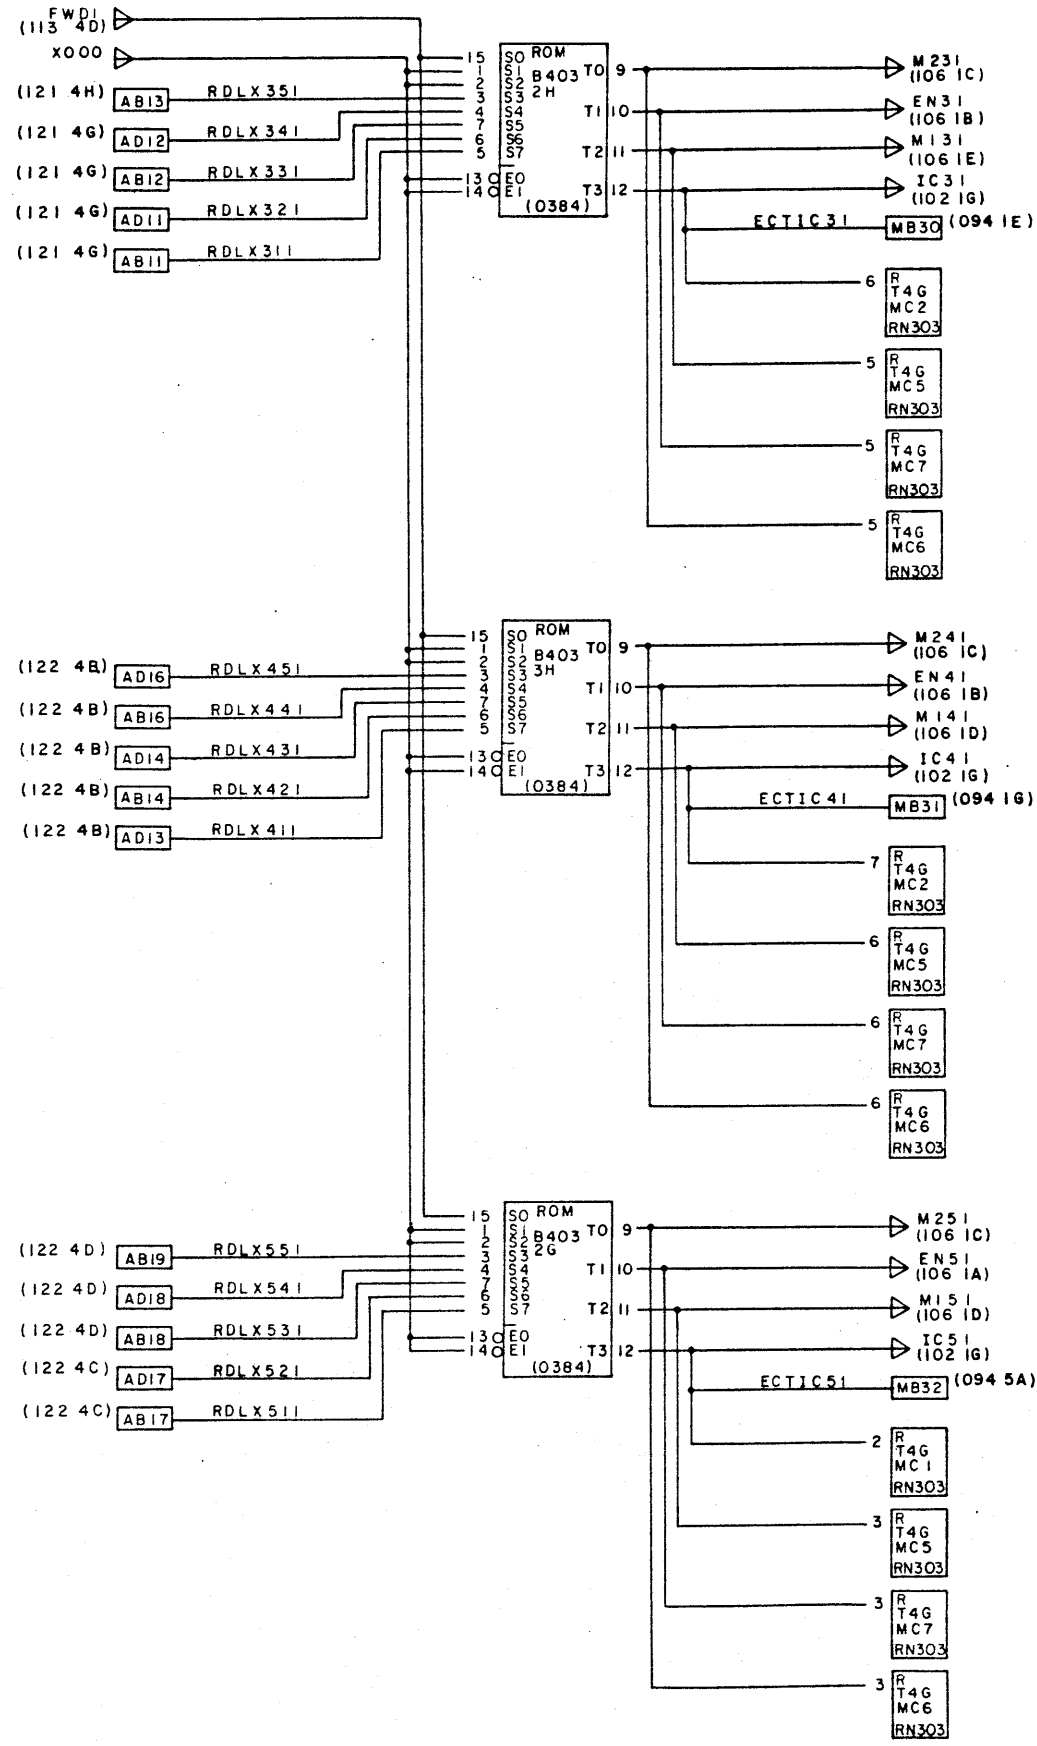 FWD1
(113 4D)
X000
(121 4H) AB13 RDLX351
(121 4G) AD12 RDLX341
(121 4G) AB12 RDLX331
(121 4G) AD11 RDLX321
(121 4G) AB11 RDLX311
15 S0 ROM
1 S1 B403 T0 9
2 S2 2H
3 S3
4 S4 T1 10
7 S5
6 S6
5 S7 T2 11
13 E0
14 E1 T3 12
(0384)
M231
(106 1C)
EN31
(106 1B)
M131
(106 1E)
IC31
(102 1G)
ECTIC31 MB30 (094 1E)
6 R
T4G
MC2
RN303
5 R
T4G
MC5
RN303
5 R
T4G
MC7
RN303
5 R
T4G
MC6
RN303
(122 4B) AD16 RDLX451
(122 4B) AB16 RDLX441
(122 4B) AD14 RDLX431
(122 4B) AB14 RDLX421
(122 4B) AD13 RDLX411
15 S0 ROM
1 S1 B403 T0 9
2 S2 3H
3 S3
4 S4 T1 10
7 S5
6 S6
5 S7 T2 11
13 E0
14 E1 T3 12
(0384)
M241
(106 1C)
EN41
(106 1B)
M141
(106 1D)
IC41
(102 1G)
ECTIC41 MB31 (094 1G)
7 R
T4G
MC2
RN303
6 R
T4G
MC5
RN303
6 R
T4G
MC7
RN303
6 R
T4G
MC6
RN303
(122 4D) AB19 RDLX551
(122 4D) AD18 RDLX541
(122 4D) AB18 RDLX531
(122 4C) AD17 RDLX521
(122 4C) AB17 RDLX511
15 S0 ROM
1 S1 B403 T0 9
2 S2 2G
3 S3
4 S4 T1 10
7 S5
6 S6
5 S7 T2 11
13 E0
14 E1 T3 12
(0384)
M251
(106 1C)
EN51
(106 1A)
M151
(106 1D)
IC51
(102 1G)
ECTIC51 MB32 (094 5A)
2 R
T4G
MC1
RN303
3 R
T4G
MC5
RN303
3 R
T4G
MC7
RN303
3 R
T4G
MC6
RN303